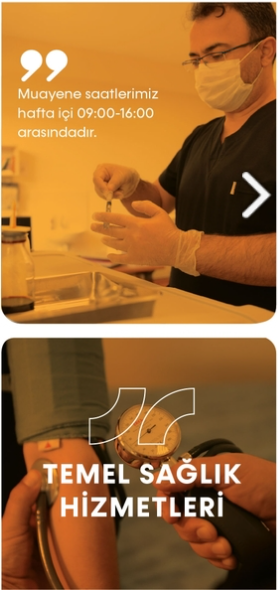 Muayene saatlerimiz
hafta içi 09:00-16:00
arasındadır.
TEMEL SAĞLIK
HİZMETLERİ